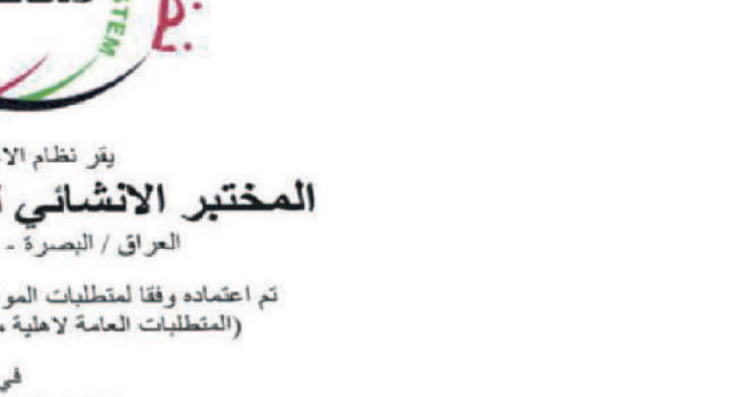 STEM
يقر نظام الا
المختبر الانشائي ا
العراق / البصرة -
تم اعتماده وفقا لمتطلبات المو
(المتطلبات العامة لاهلية
في